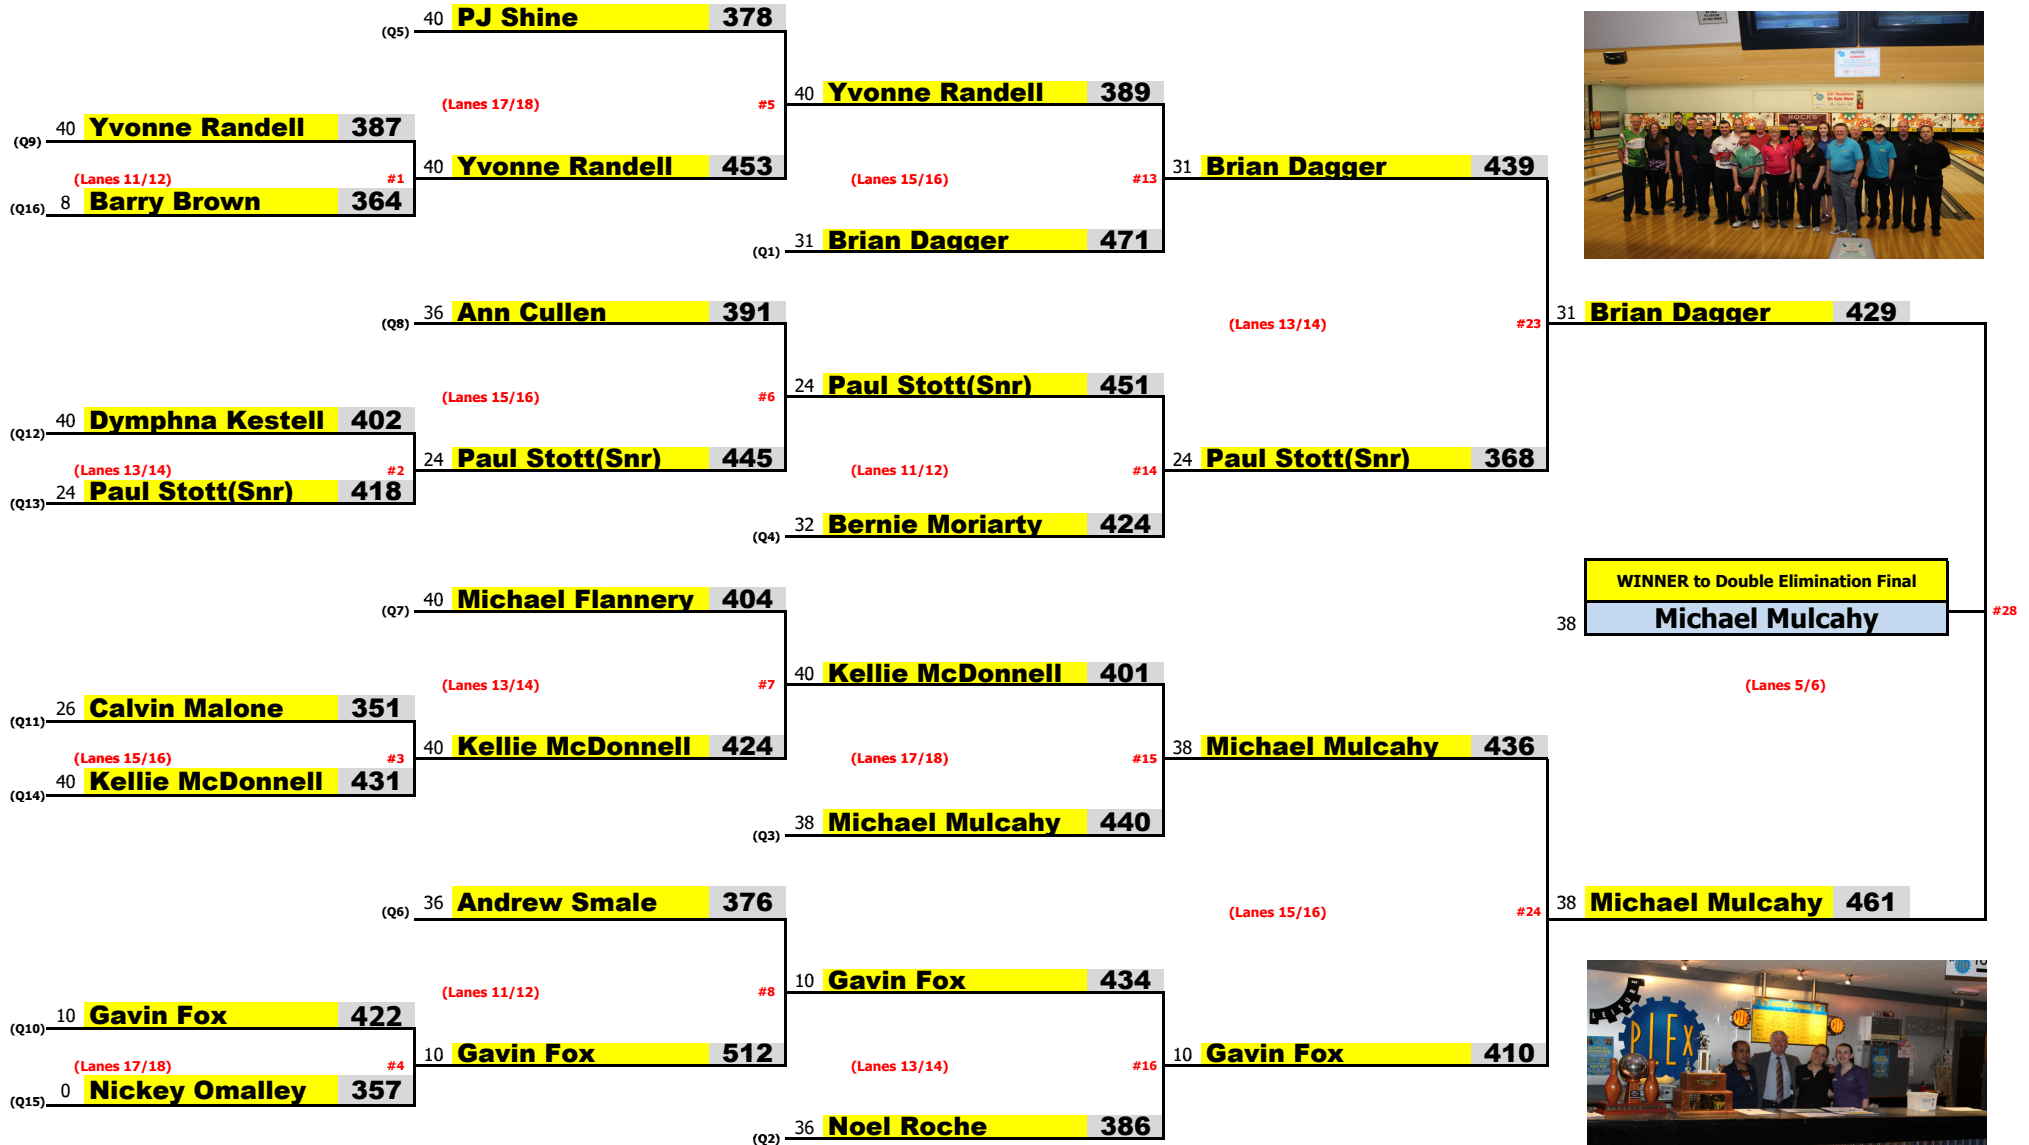 (Q5) 40 PJ Shine 378
(Lanes 17/18) #5
40 Yvonne Randell 389
(Q9) 40 Yvonne Randell 387
(Lanes 11/12) #1
(Q16) 8 Barry Brown 364
40 Yvonne Randell 453
(Lanes 15/16) #13
31 Brian Dagger 439
(Q1) 31 Brian Dagger 471
(Q8) 36 Ann Cullen 391
(Lanes 13/14) #23
31 Brian Dagger 429
(Lanes 15/16) #6
24 Paul Stott(Snr) 451
(Q12) 40 Dymphna Kestell 402
(Lanes 13/14) #2
(Q13) 24 Paul Stott(Snr) 418
24 Paul Stott(Snr) 445
(Lanes 11/12) #14
24 Paul Stott(Snr) 368
(Q4) 32 Bernie Moriarty 424
WINNER to Double Elimination Final
38 Michael Mulcahy
#28
(Lanes 5/6)
(Q7) 40 Michael Flannery 404
(Lanes 13/14) #7
40 Kellie McDonnell 401
(Q11) 26 Calvin Malone 351
(Lanes 15/16) #3
(Q14) 40 Kellie McDonnell 431
40 Kellie McDonnell 424
(Lanes 17/18) #15
38 Michael Mulcahy 436
(Q3) 38 Michael Mulcahy 440
(Q6) 36 Andrew Smale 376
(Lanes 15/16) #24
38 Michael Mulcahy 461
(Lanes 11/12) #8
10 Gavin Fox 434
(Q10) 10 Gavin Fox 422
(Lanes 17/18) #4
(Q15) 0 Nickey Omalley 357
10 Gavin Fox 512
(Lanes 13/14) #16
10 Gavin Fox 410
(Q2) 36 Noel Roche 386
Gift Vouchers
On Sale Here
ROCKS
LEISU
PLEx